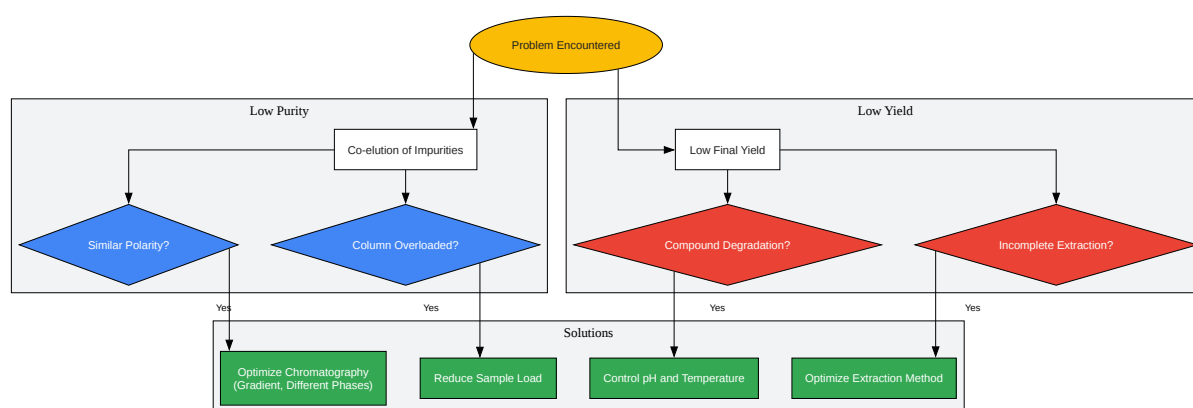 Problem Encountered
Low Purity
Low Yield
Co-elution of Impurities
Low Final Yield
Similar Polarity?
Column Overloaded?
Compound Degradation?
Incomplete Extraction?
Yes
Yes
Yes
Yes
Solutions
Optimize Chromatography
(Gradient, Different Phases)
Reduce Sample Load
Control pH and Temperature
Optimize Extraction Method